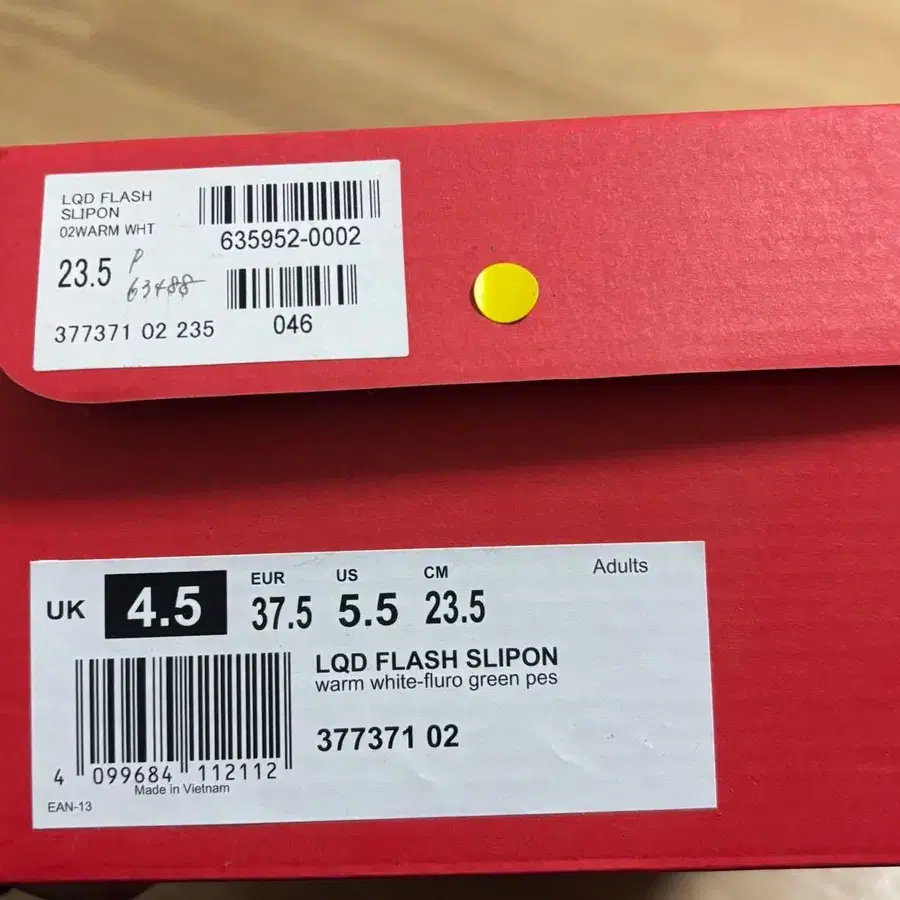 LQD FLASH
SLIPON
02WARM WHT
635952-0002
23.5 P
63488
046
377371 02 235
Adults
UK 4.5 EUR 37.5 US 5.5 CM 23.5
LQD FLASH SLIPON
warm white-fluro green pes
377371 02
4 099684 112112
Made in Vietnam
EAN-13